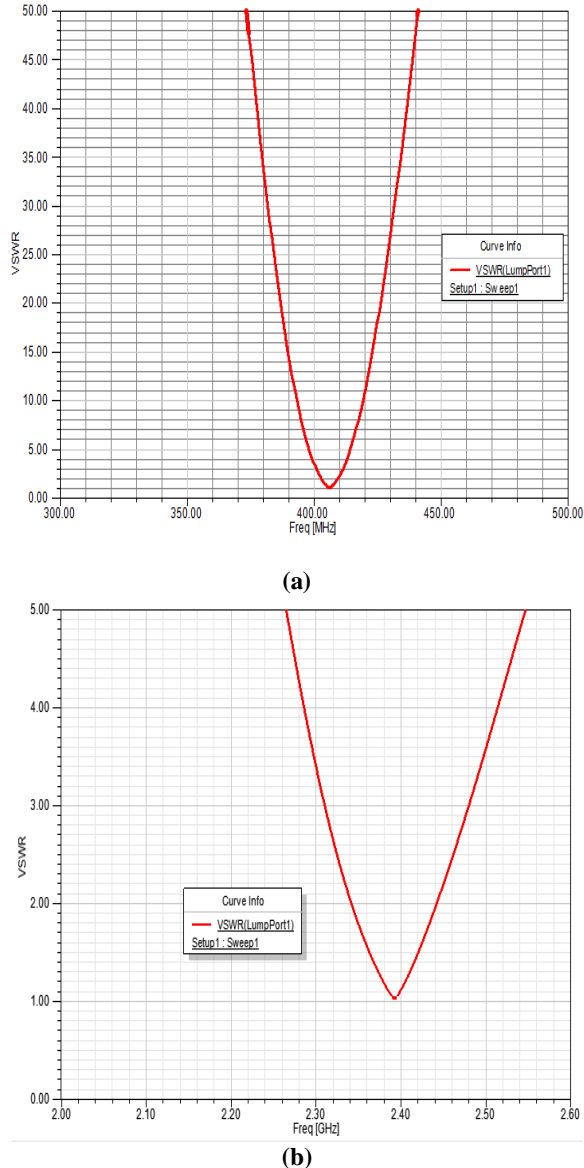 50.00
45.00
40.00
35.00
30.00
25.00
20.00
15.00
10.00
5.00
0.00
VSWR
Curve Info
VSWR(LumpPort1)
Setup1 : Sweep1
300.00 350.00 400.00 450.00 500.00
Freq [MHz]
(a)
5.00
4.00
3.00
2.00
1.00
0.00
VSWR
Curve Info
VSWR(LumpPort1)
Setup1 : Sweep1
2.00 2.10 2.20 2.30 2.40 2.50 2.60
Freq [GHz]
(b)